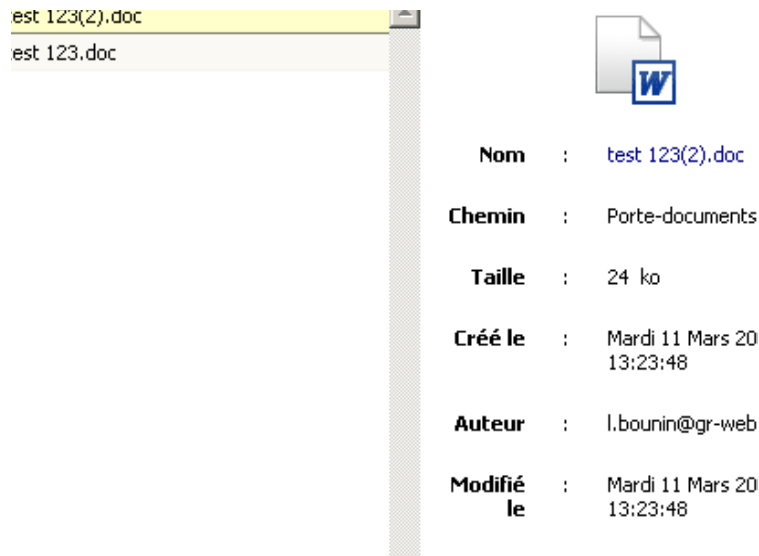 est 123(2).doc
est 123.doc
W
Nom : test 123(2).doc
Chemin : Porte-documents
Taille : 24 ko
Créé le : Mardi 11 Mars 20
13:23:48
Auteur : l.bounin@gr-web
Modifié le : Mardi 11 Mars 20
13:23:48